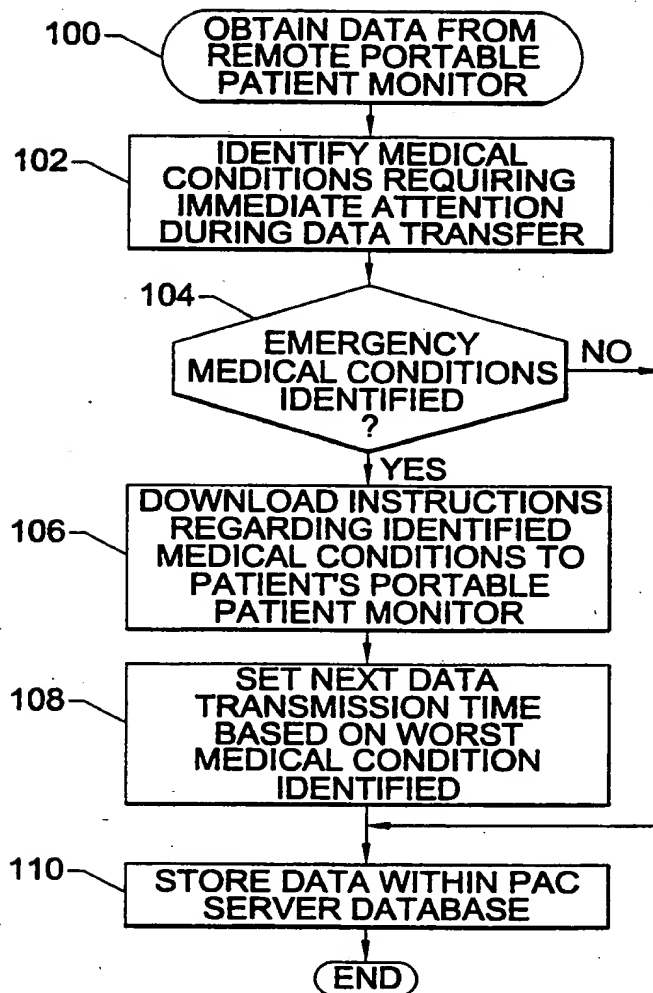 100
OBTAIN DATA FROM
REMOTE PORTABLE
PATIENT MONITOR
102
IDENTIFY MEDICAL
CONDITIONS REQUIRING
IMMEDIATE ATTENTION
DURING DATA TRANSFER
104
EMERGENCY
MEDICAL CONDITIONS
IDENTIFIED
?
NO
YES
106
DOWNLOAD INSTRUCTIONS
REGARDING IDENTIFIED
MEDICAL CONDITIONS TO
PATIENT'S PORTABLE
PATIENT MONITOR
108
SET NEXT DATA
TRANSMISSION TIME
BASED ON WORST
MEDICAL CONDITION
IDENTIFIED
110
STORE DATA WITHIN PAC
SERVER DATABASE
END